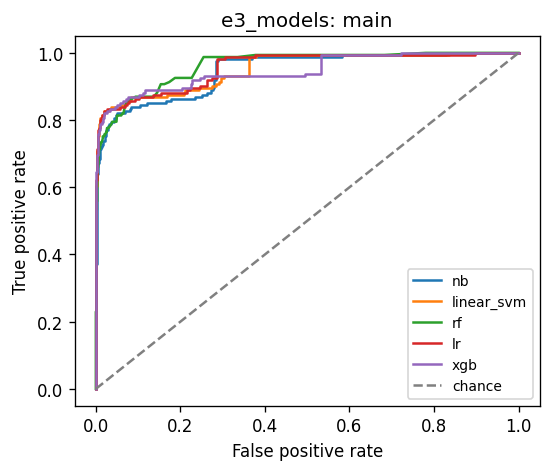 e3_models: main
1.0
0.8
0.6
0.4
0.2
0.0
True positive rate
0.0 0.2 0.4 0.6 0.8 1.0
False positive rate
nb
linear_svm
rf
lr
xgb
chance